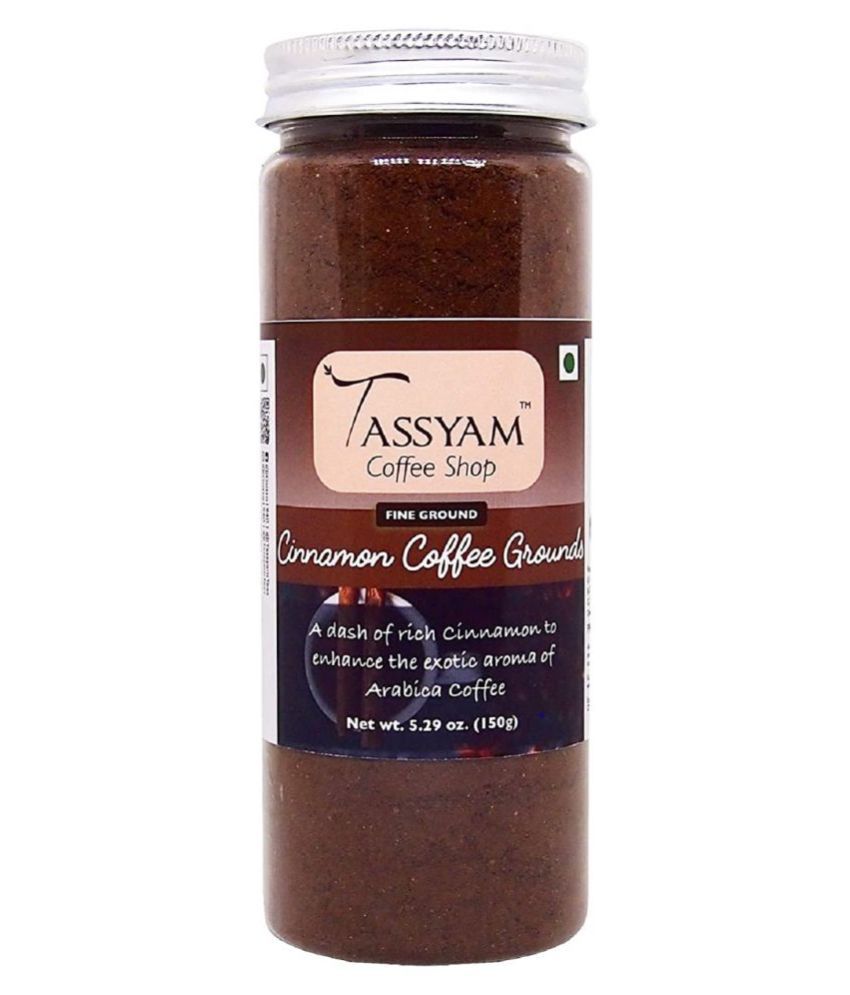 TASSYAM™
Coffee Shop
FINE GROUND
Cinnamon Coffee Grounds
A dash of rich Cinnamon to
enhance the exotic aroma of
Arabica Coffee
Net wt. 5.29 oz. (150g)